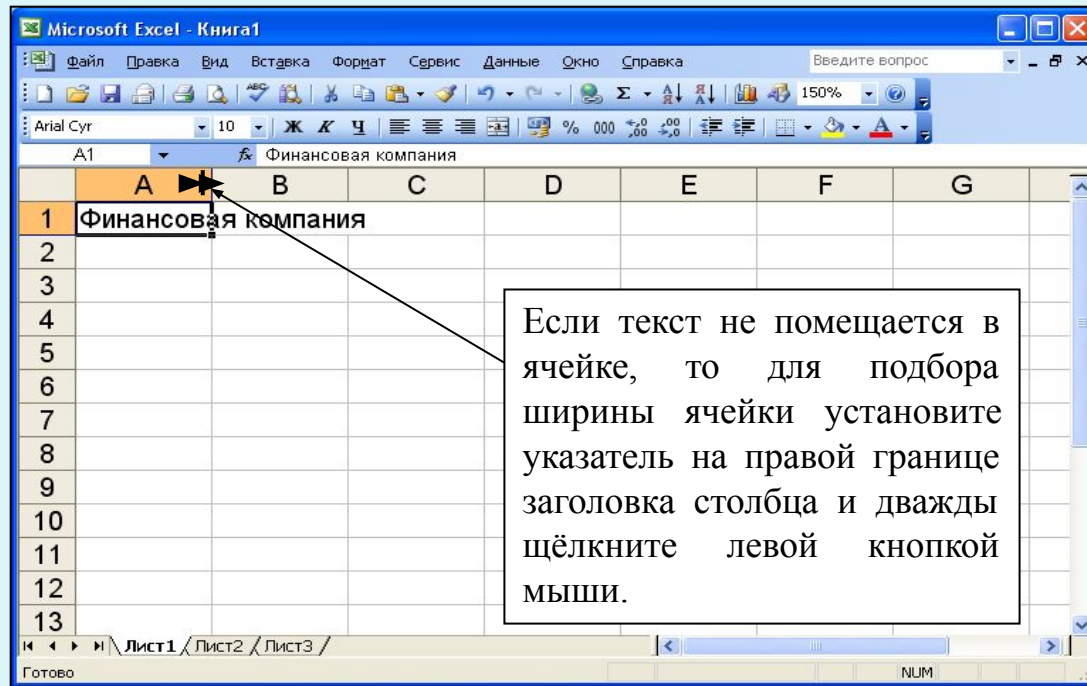 Microsoft Excel - Книга1
Файл Правка Вид Вставка Формат Сервис Данные Окно Справка Введите вопрос
150%
Arial Cyr 10 Ж К Ч % 000
A1 fx Финансовая компания
A B C D E F G
1 Финансовая компания
2
3
4
5
6
7
8
9
10
11
12
13
Если текст не помещается в
ячейке, то для подбора
ширины ячейки установите
указатель на правой границе
заголовка столбца и дважды
щёлкните левой кнопкой
мыши.
Лист1 Лист2 Лист3
Готово NUM